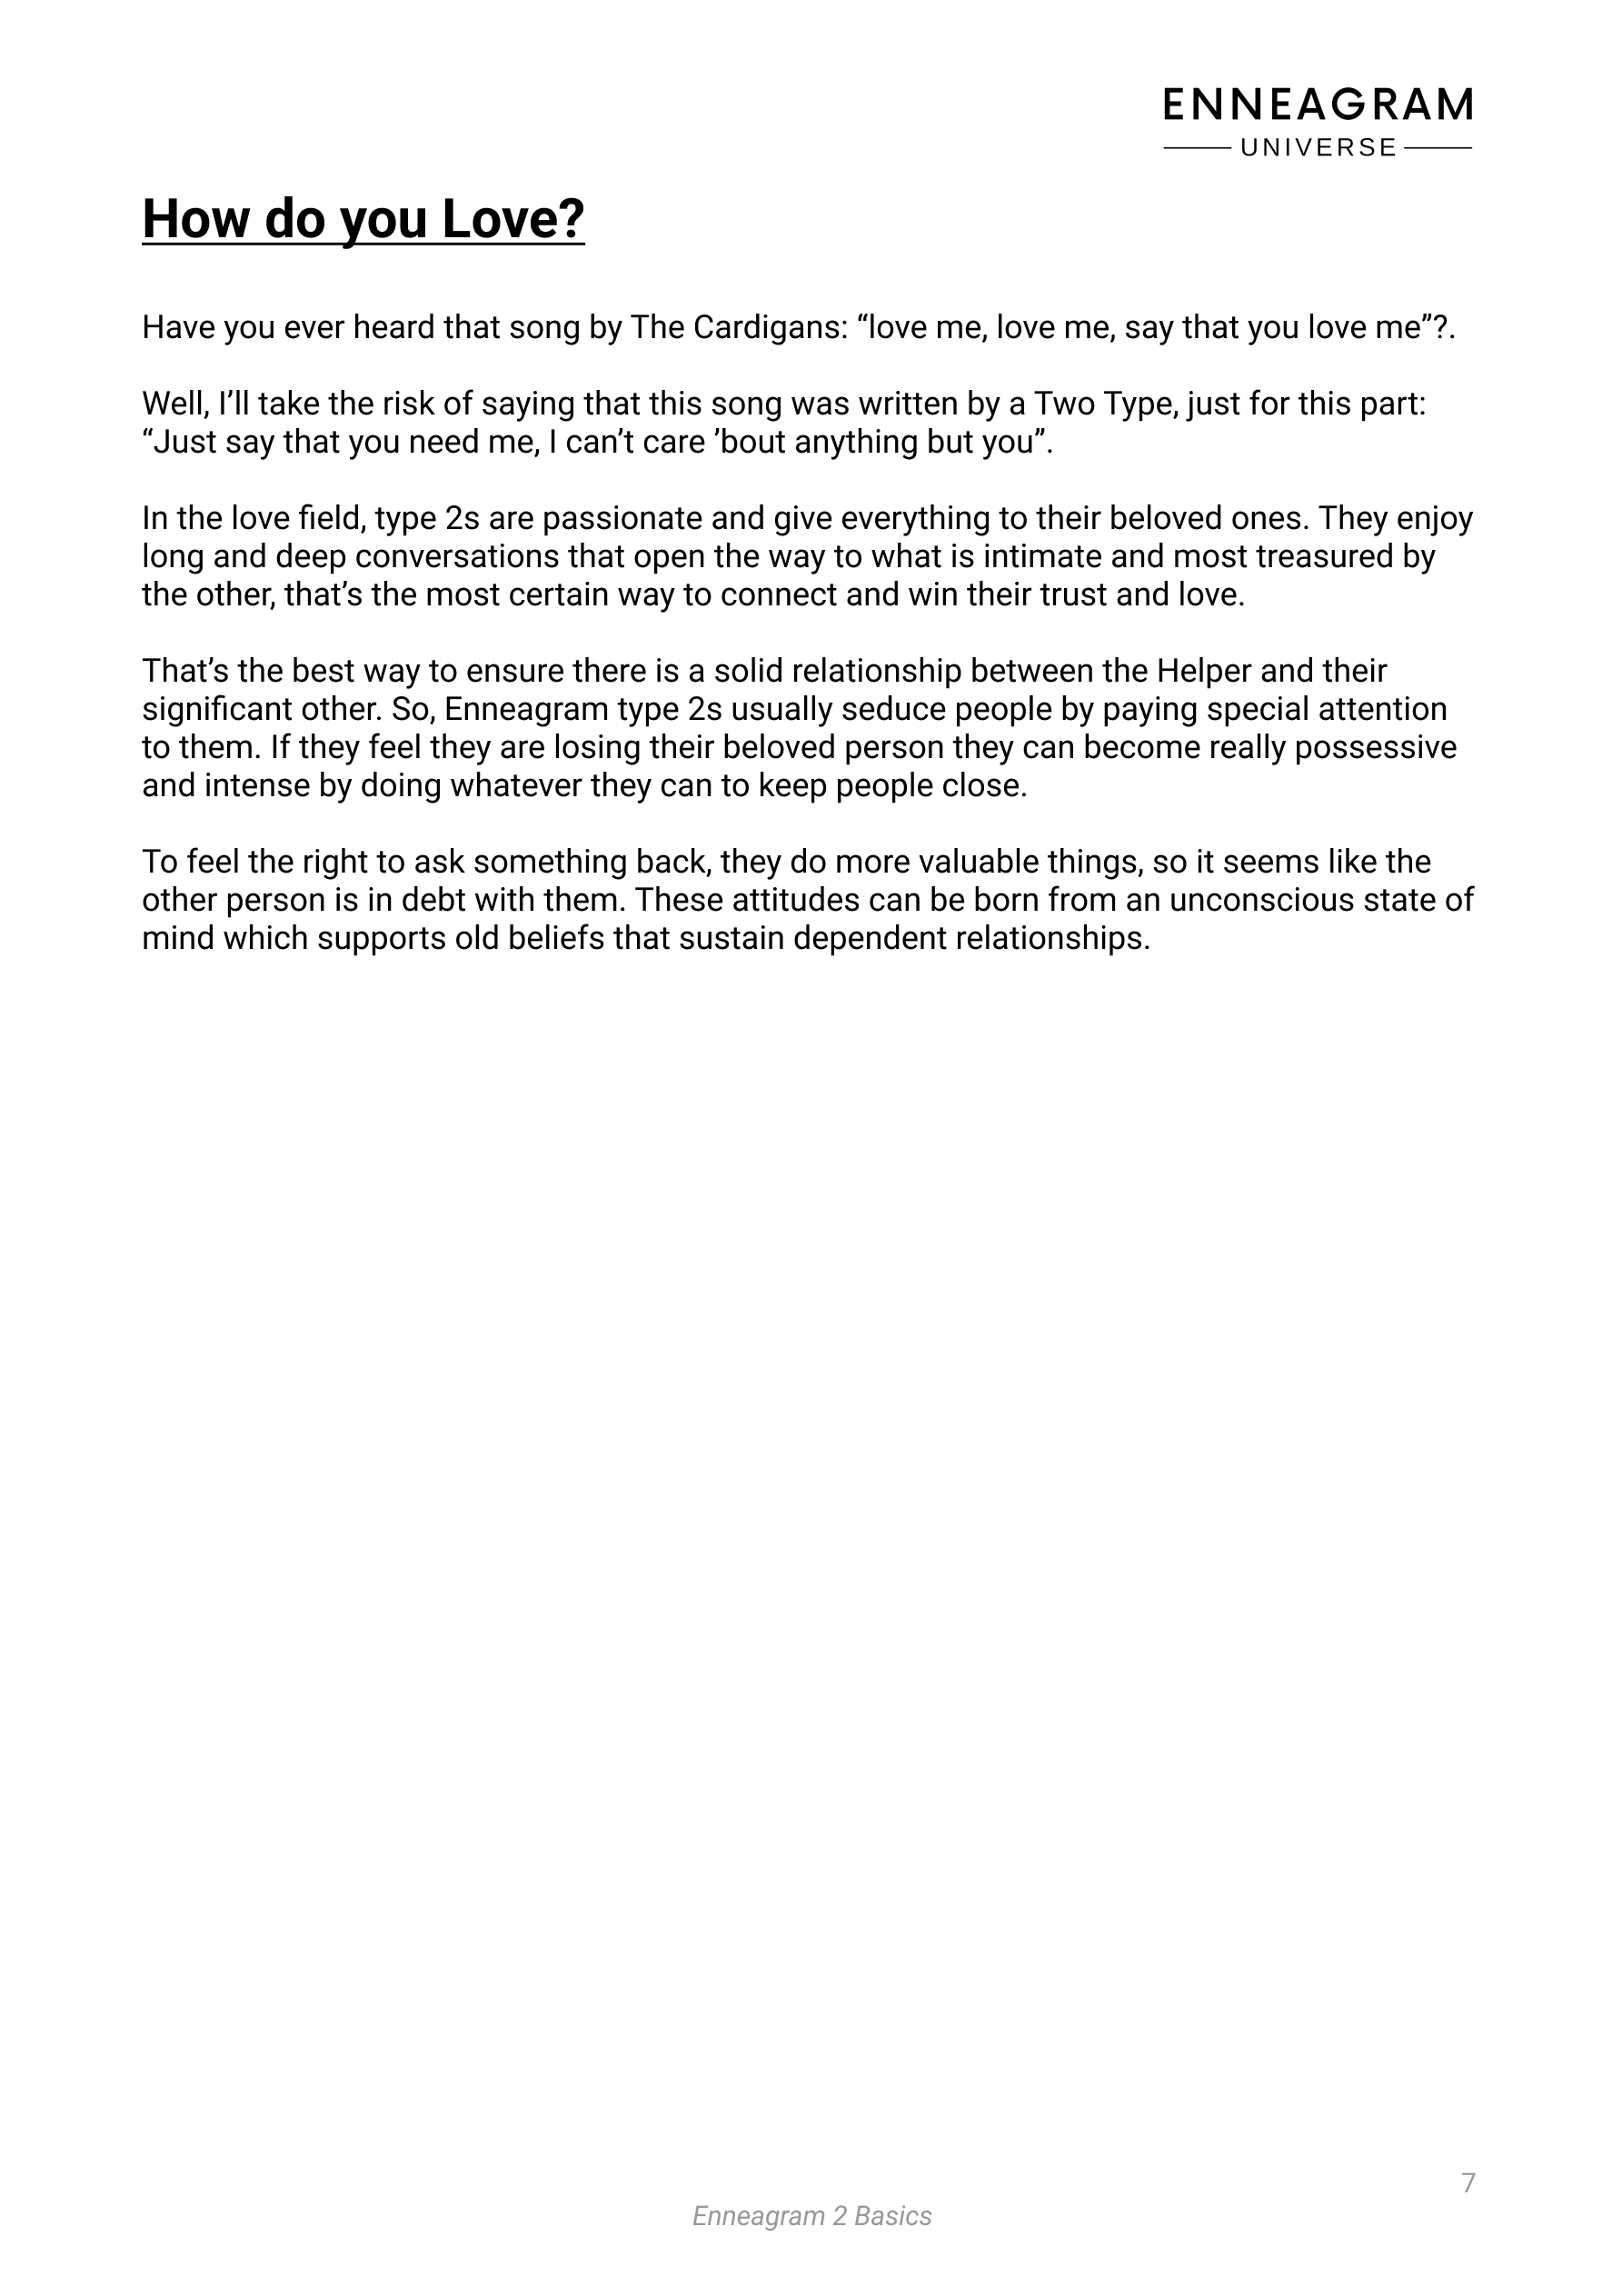 ENNEAGRAM
UNIVERSE
How do you Love?
Have you ever heard that song by The Cardigans: “love me, love me, say that you love me”?.
Well, I’ll take the risk of saying that this song was written by a Two Type, just for this part:
“Just say that you need me, I can’t care ’bout anything but you”.
In the love field, type 2s are passionate and give everything to their beloved ones. They enjoy
long and deep conversations that open the way to what is intimate and most treasured by
the other, that’s the most certain way to connect and win their trust and love.
That’s the best way to ensure there is a solid relationship between the Helper and their
significant other. So, Enneagram type 2s usually seduce people by paying special attention
to them. If they feel they are losing their beloved person they can become really possessive
and intense by doing whatever they can to keep people close.
To feel the right to ask something back, they do more valuable things, so it seems like the
other person is in debt with them. These attitudes can be born from an unconscious state of
mind which supports old beliefs that sustain dependent relationships.
7
Enneagram 2 Basics